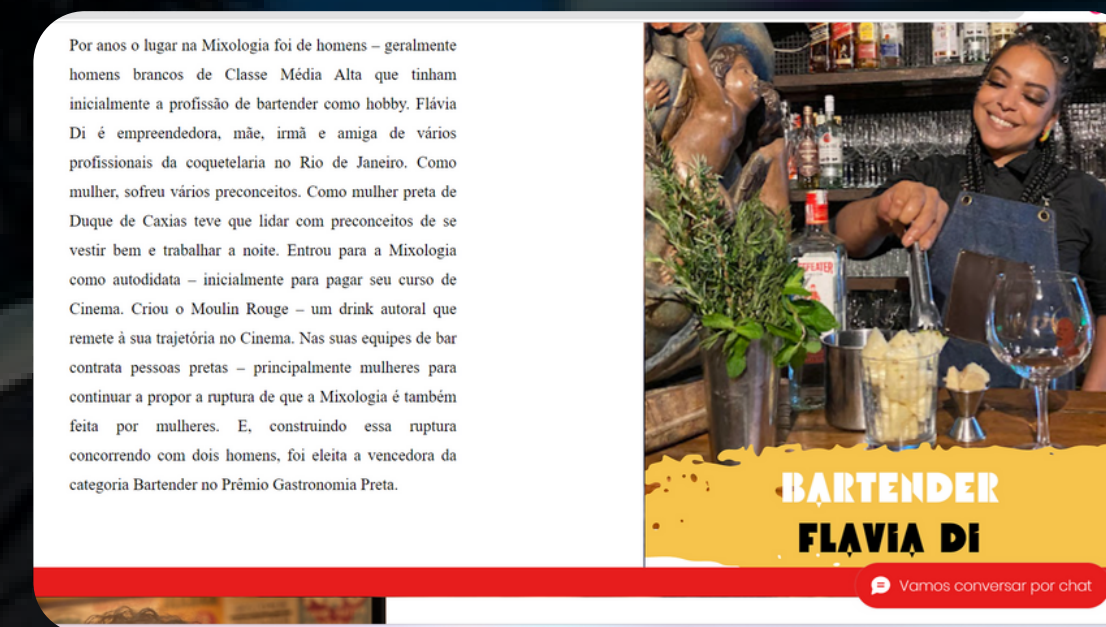 Por anos o lugar na Mixologia foi de homens – geralmente
homens brancos de Classe Média Alta que tinham
inicialmente a profissão de bartender como hobby. Flávia
Di é empreendedora, mãe, irmã e amiga de vários
profissionais da coquetelaria no Rio de Janeiro. Como
mulher, sofreu vários preconceitos. Como mulher preta de
Duque de Caxias teve que lidar com preconceitos de se
vestir bem e trabalhar a noite. Entrou para a Mixologia
como autodidata – inicialmente para pagar seu curso de
Cinema. Criou o Moulin Rouge – um drink autoral que
remete à sua trajetória no Cinema. Nas suas equipes de bar
contrata pessoas pretas – principalmente mulheres para
continuar a propor a ruptura de que a Mixologia é também
feita por mulheres. E, construindo essa ruptura
concorrendo com dois homens, foi eleita a vencedora da
categoria Bartender no Prêmio Gastronomia Preta.
BARTENDER
FLAVIA DI
Vamos conversar por chat